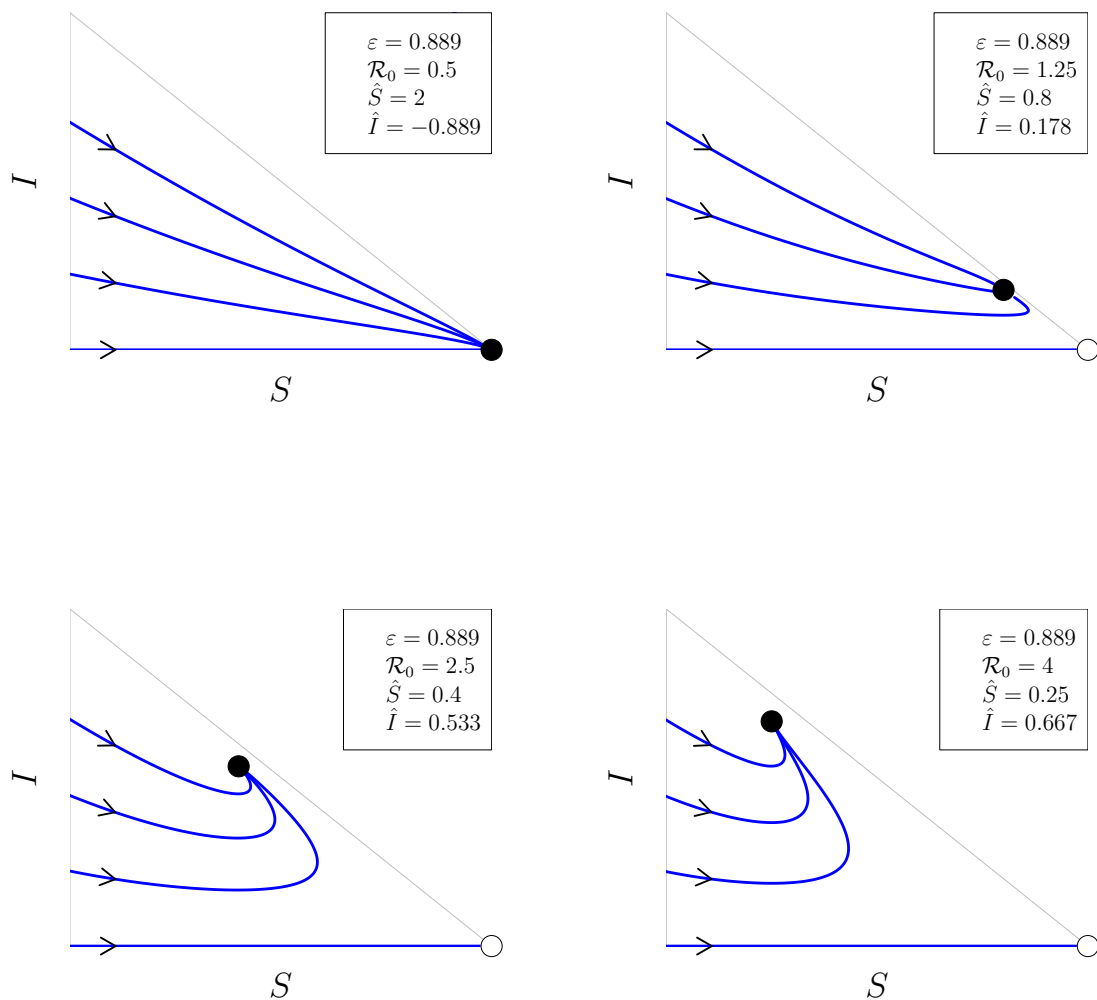 ε = 0.889
R₀ = 0.5
Ŝ = 2
Î = −0.889
I
S
ε = 0.889
R₀ = 1.25
Ŝ = 0.8
Î = 0.178
I
S
ε = 0.889
R₀ = 2.5
Ŝ = 0.4
Î = 0.533
I
S
ε = 0.889
R₀ = 4
Ŝ = 0.25
Î = 0.667
I
S